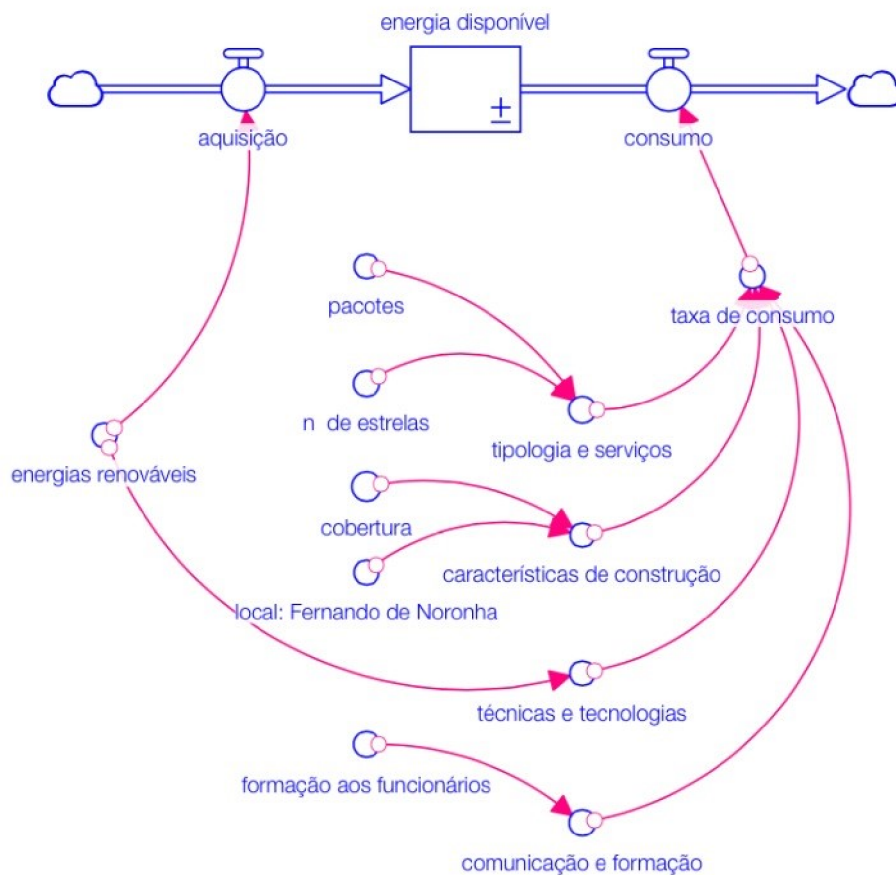 energia disponível
aquisição
consumo
pacotes
taxa de consumo
n de estrelas
tipologia e serviços
energias renováveis
cobertura
características de construção
local: Fernando de Noronha
técnicas e tecnologias
formação aos funcionários
comunicação e formação